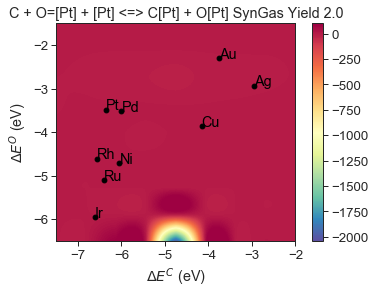 C + O=[Pt] + [Pt] <=> C[Pt] + O[Pt] SynGas Yield 2.0
ΔE^O (eV)
−2
−3
−4
−5
−6
Au
Ag
Pt
Pd
Cu
Rh
Ni
Ru
Ir
−7
−6
−5
−4
−3
−2
ΔE^C (eV)
0
−250
−500
−750
−1000
−1250
−1500
−1750
−2000